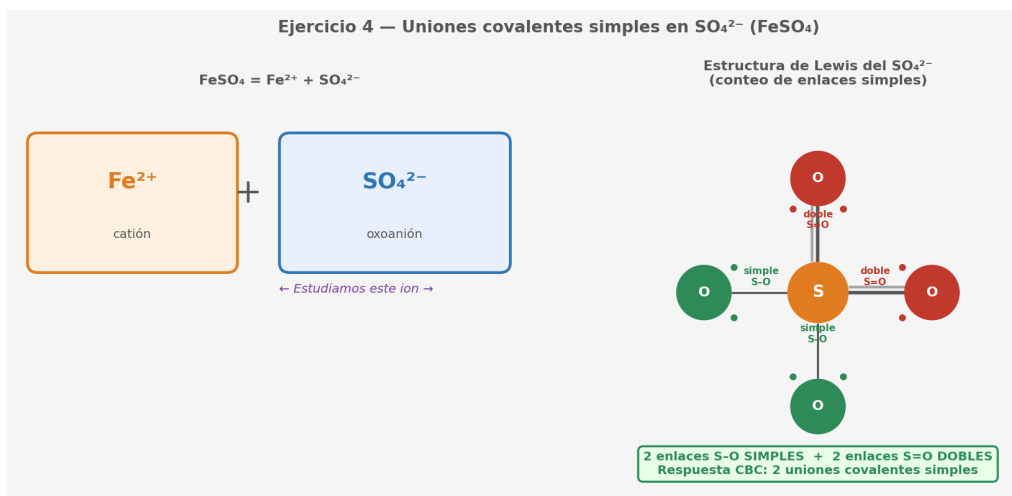 Ejercicio 4 — Uniones covalentes simples en SO₄²⁻ (FeSO₄)
FeSO₄ = Fe²⁺ + SO₄²⁻
Estructura de Lewis del SO₄²⁻
(conteo de enlaces simples)
Fe²⁺
catión
+
SO₄²⁻
oxoanión
← Estudiamos este ion →
O
doble
S=O
O
simple
S–O
S
doble
S=O
O
simple
S–O
O
2 enlaces S–O SIMPLES + 2 enlaces S=O DOBLES
Respuesta CBC: 2 uniones covalentes simples